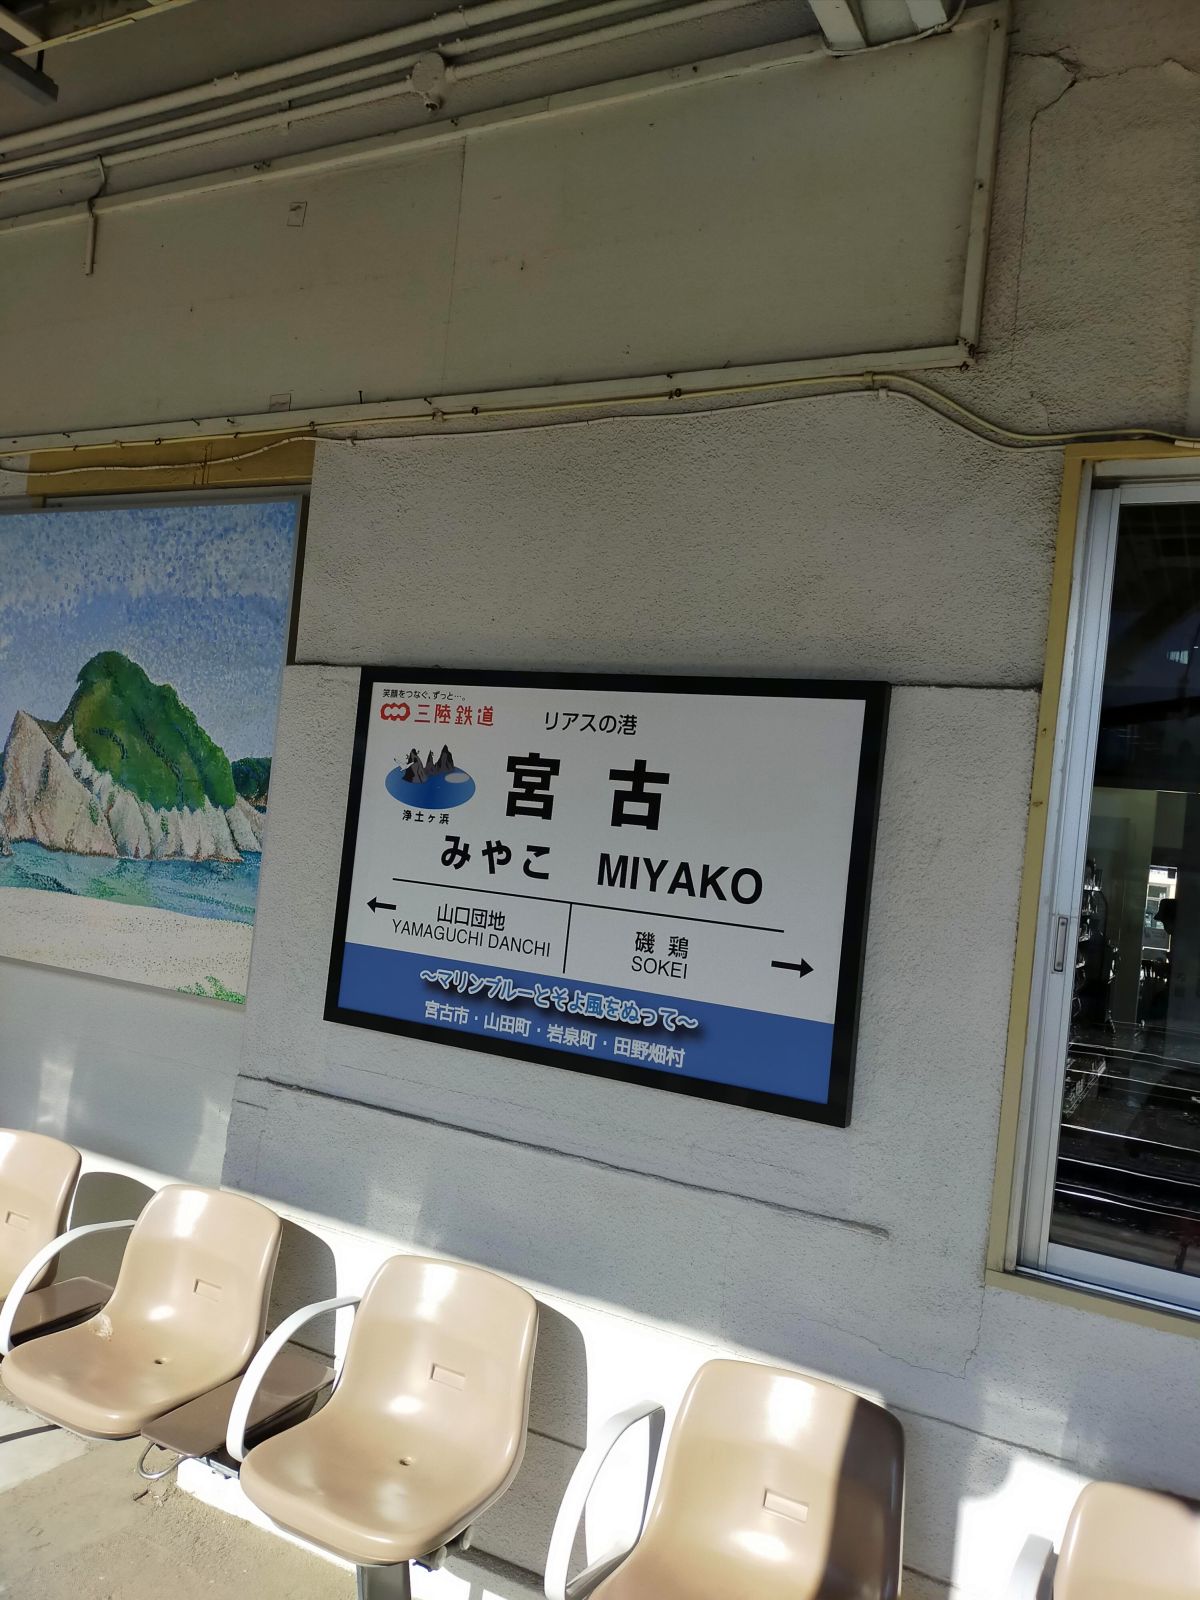 笑顔をつなぐ、ずっと…。
三陸鉄道
リアスの港
浄土ヶ浜
宮古
みやこ MIYAKO
山口団地
YAMAGUCHI DANCHI
磯鶏
SOKEI
～マリンブルーとそよ風をぬって～
宮古市・山田町・岩泉町・田野畑村